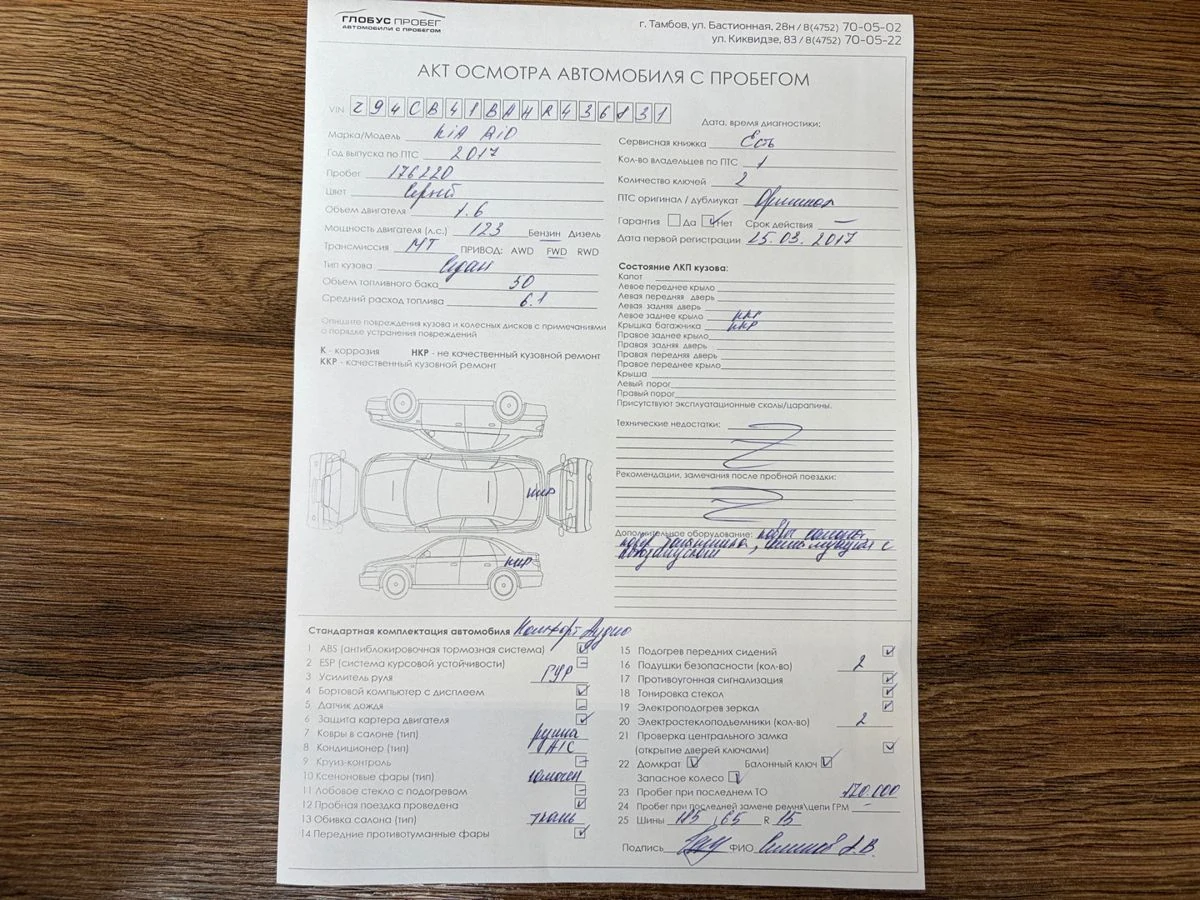 ГЛОБУС ПРОБЕГ
АВТОМОБИЛИ С ПРОБЕГОМ
г. Тамбов, ул. Бастионная, 28н / 8(4752) 70-05-02
ул. Киквидзе, 83 / 8(4752) 70-05-22
АКТ ОСМОТРА АВТОМОБИЛЯ С ПРОБЕГОМ
VIN Z94CB41BAHR436831
Марка/Модель KIA RIO
Год выпуска по ПТС 2017
Пробег 176220
Цвет Серый
Объем двигателя 1.6
Мощность двигателя (л.с.) 123 Бензин Дизель
Трансмиссия МТ ПРИВОД: AWD FWD RWD
Тип кузова Седан
Объем топливного бака 50
Средний расход топлива 6.1
Опишите повреждения кузова и колесных дисков с примечаниями
о порядке устранения повреждений
К - коррозия НКР - не качественный кузовной ремонт
ККР - качественный кузовной ремонт
ККР
ККР
Дата, время диагностики:
Сервисная книжка Есть
Кол-во владельцев по ПТС 1
Количество ключей 2
ПТС оригинал / дубликат Оригинал
Гарантия Да Нет Срок действия —
Дата первой регистрации 25.03.2017
Состояние ЛКП кузова:
Капот
Левое переднее крыло
Левая передняя дверь
Левая задняя дверь
Левое заднее крыло ККР
Крышка багажника ККР
Правое заднее крыло
Правая задняя дверь
Правая передняя дверь
Правое переднее крыло
Крыша
Левый порог
Правый порог
Присутствуют эксплуатационные сколы/царапины.
Технические недостатки:
Рекомендации, замечания после пробной поездки:
Дополнительное оборудование:
Стандартная комплектация автомобиля Комфорт Аудио
1 ABS (антиблокировочная тормозная система)
2 ESP (система курсовой устойчивости)
3 Усилитель руля ГУР
4 Бортовой компьютер с дисплеем
5 Датчик дождя
6 Защита картера двигателя
7 Ковры в салоне (тип) резина
8 Кондиционер (тип) A/C
9 Круиз-контроль
10 Ксеноновые фары (тип) галоген
11 Лобовое стекло с подогревом
12 Пробная поездка проведена
13 Обивка салона (тип) ткань
14 Передние противотуманные фары
15 Подогрев передних сидений
16 Подушки безопасности (кол-во) 2
17 Противоугонная сигнализация
18 Тонировка стекол
19 Электроподогрев зеркал
20 Электростеклоподъемники (кол-во) 2
21 Проверка центрального замка
(открытие дверей ключами)
22 Домкрат Балонный ключ
Запасное колесо
23 Пробег при последнем ТО 170.000
24 Пробег при последней замене ремня\цепи ГРМ —
25 Шины 185 65 R 15
Подпись ФИО